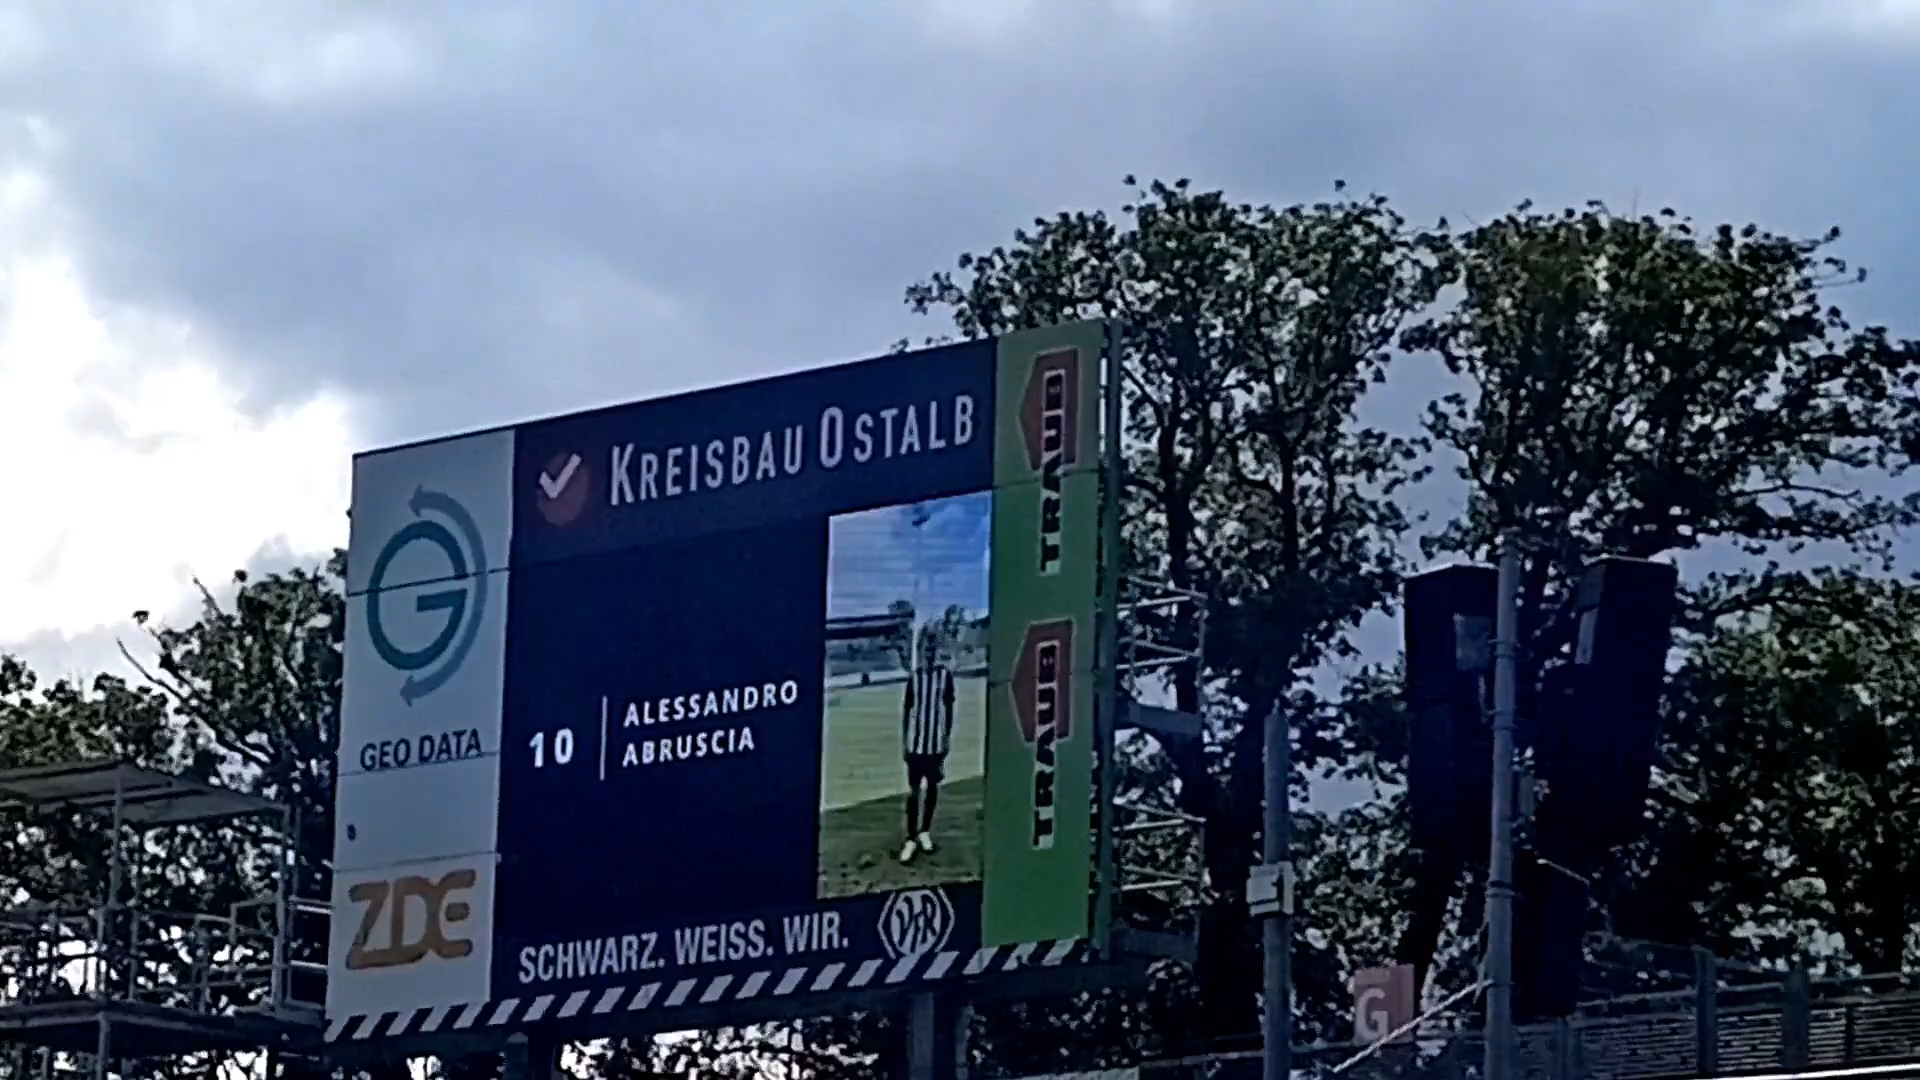 KREISBAU OSTALB
GEO DATA
10
ALESSANDRO
ABRUSCIA
ZDE
SCHWARZ. WEISS. WIR.
VfR
TRAUB
TRAUB
G